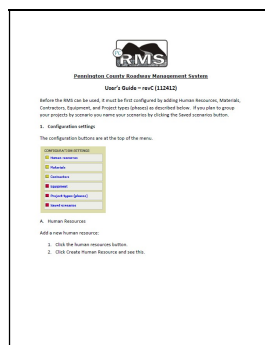 RMS
Pennington County Roadway Management System
User's Guide – revC (112412)
Before the RMS can be used, it must be first configured by adding Human Resources, Materials,
Contractors, Equipment, and Project types (phases) as described below. If you plan to group
your projects by scenario you name your scenarios by clicking the Saved scenarios button.
1. Configuration settings
The configuration buttons are at the top of the menu.
CONFIGURATION SETTINGS
Human resources
Materials
Contractors
Equipment
Project types (phases)
Saved scenarios
A. Human Resources
Add a new human resource:
1. Click the human resources button.
2. Click Create Human Resource and see this.